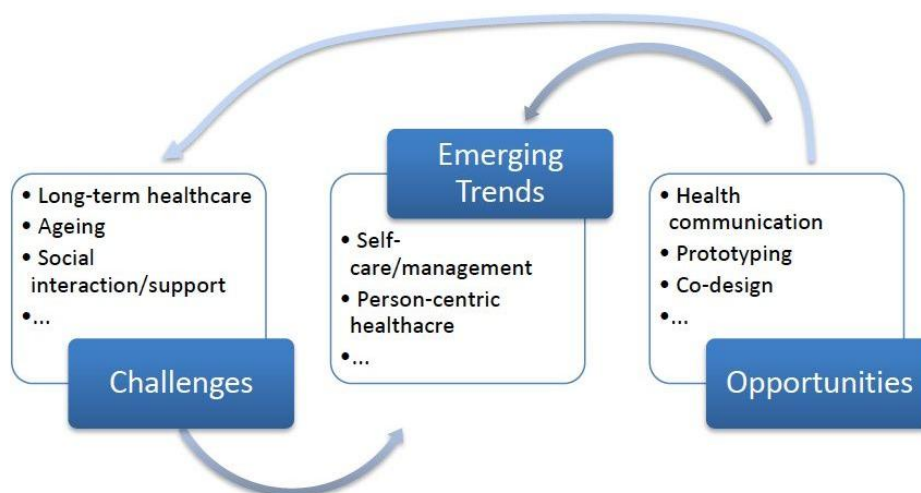 • Long-term healthcare
• Ageing
• Social
interaction/support
•...
Challenges
Emerging
Trends
• Self-
care/management
• Person-centric
healthacre
•...
• Health
communication
• Prototyping
• Co-design
•...
Opportunities